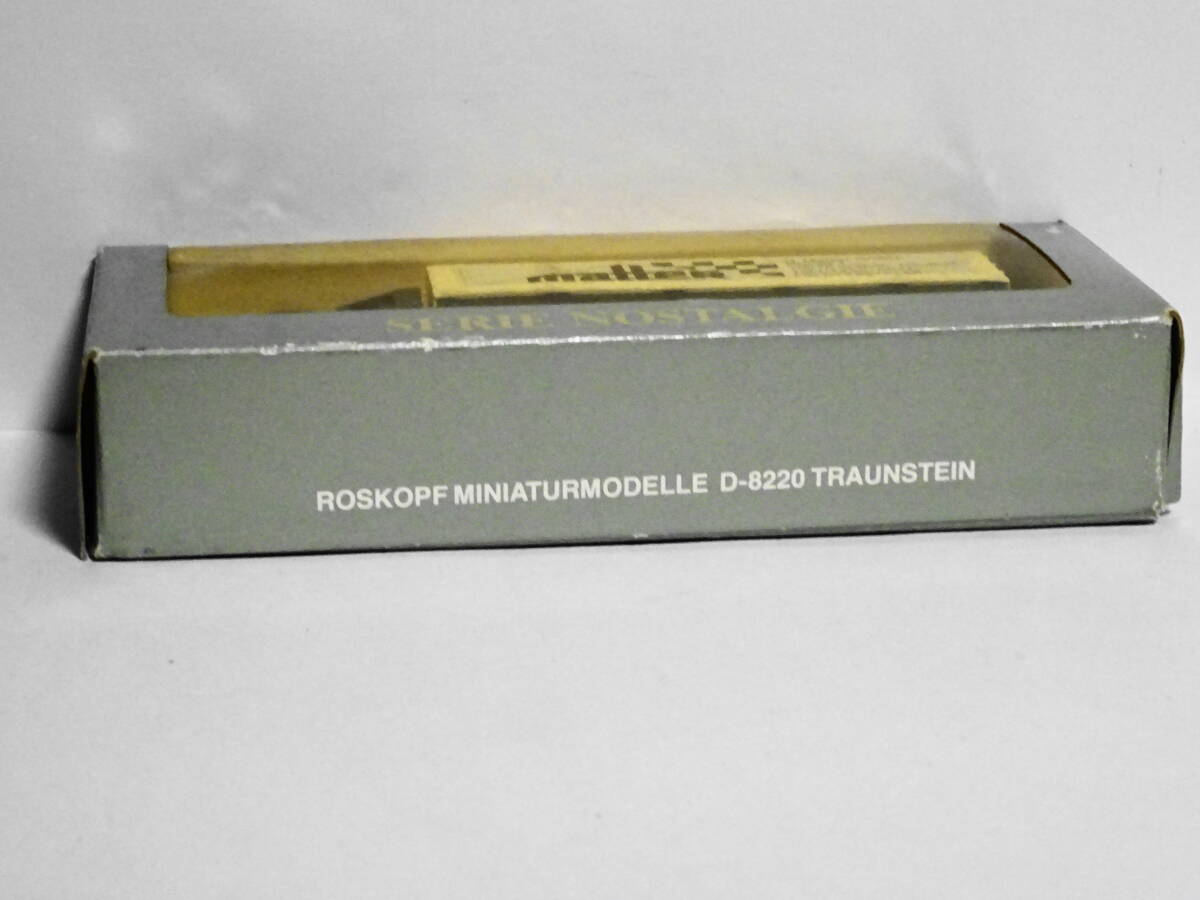 SERIE NOSTALGIE
ROSKOPF MINIATURMODELLE D-8220 TRAUNSTEIN